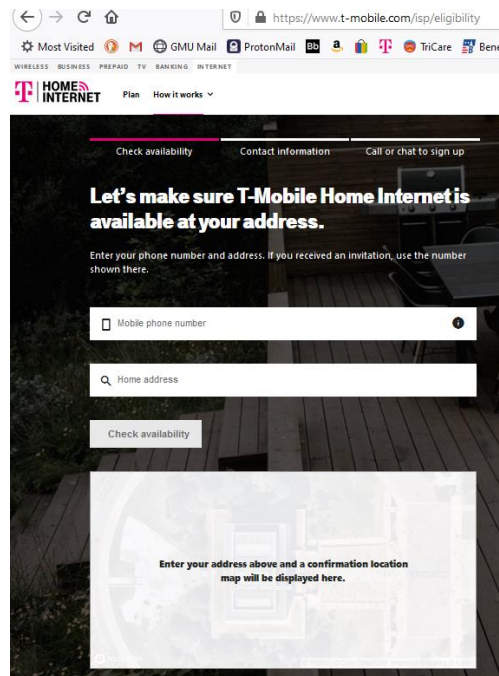 https://www.t-mobile.com/isp/eligibility
Most Visited GMU Mail ProtonMail Bb TriCare Bene
WIRELESS BUSINESS PREPAID TV BANKING INTERNET
T HOME
INTERNET
Plan How it works
Check availability Contact information Call or chat to sign up
Let's make sure T-Mobile Home Internet is
available at your address.
Enter your phone number and address. If you received an invitation, use the number
shown there.
Mobile phone number
Home address
Check availability
Enter your address above and a confirmation location
map will be displayed here.